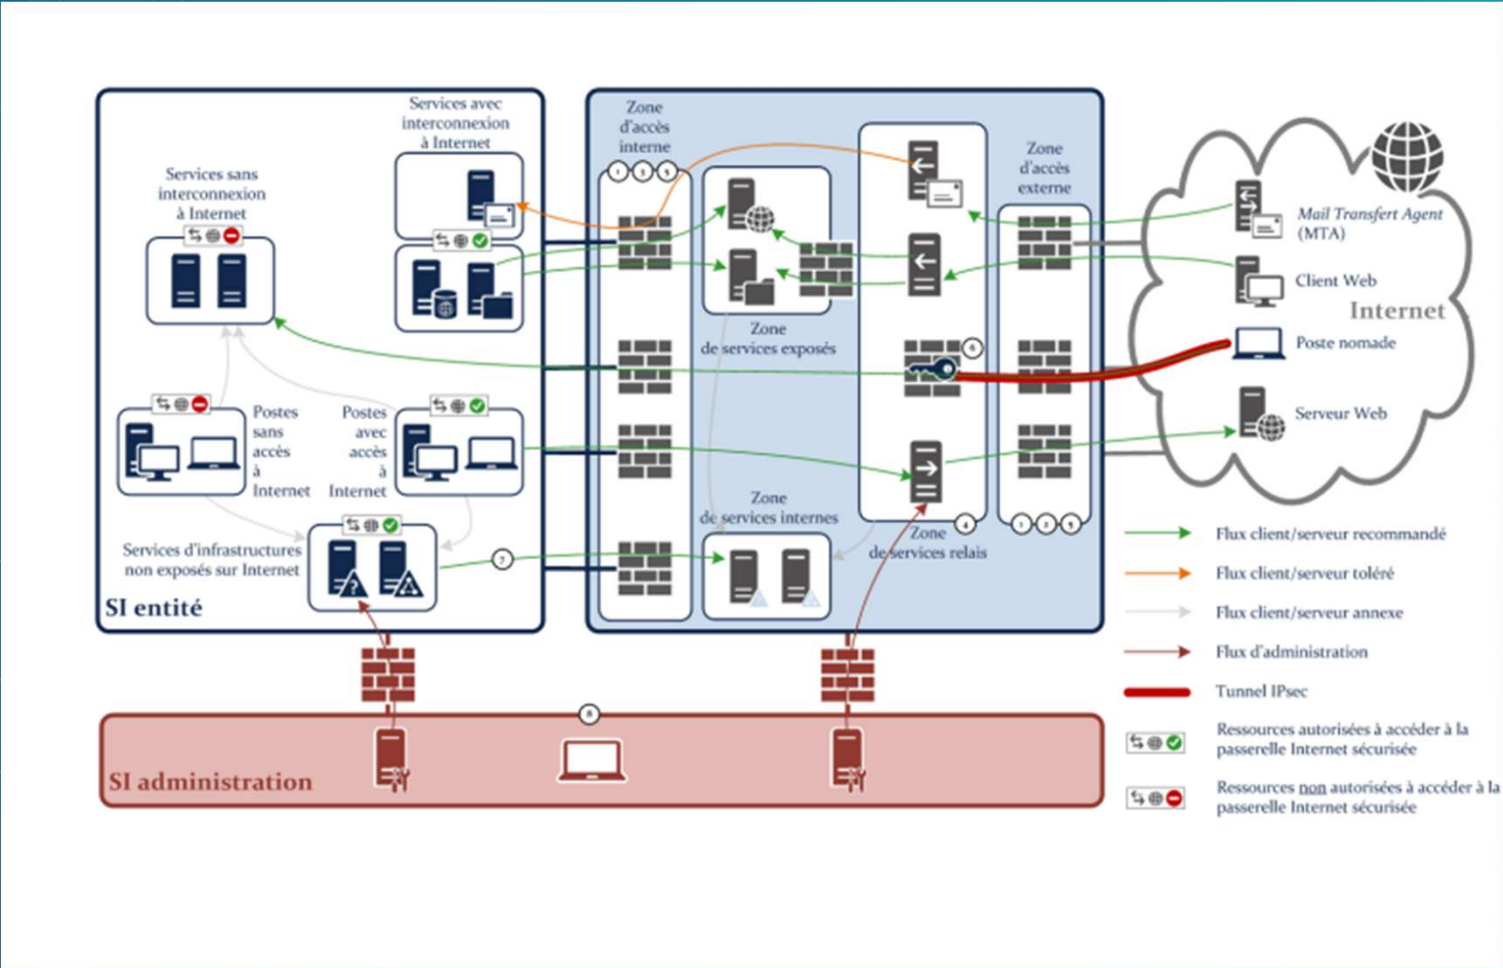 Services avec
interconnexion
à Internet
Services sans
interconnexion
à Internet
Postes
sans
accès
à
Internet
Postes
avec
accès
à
Internet
Services d'infrastructures
non exposés sur Internet
?
7
SI entité
Zone
d'accès
interne
Zone
de services exposés
Zone
de services internes
6
4
Zone
de services relais
Zone
d'accès
externe
Mail Transfert Agent
(MTA)
Client Web
Internet
Poste nomade
Serveur Web
8
SI administration
Flux client/serveur recommandé
Flux client/serveur toléré
Flux client/serveur annexe
Flux d'administration
Tunnel IPsec
Ressources autorisées à accéder à la
passerelle Internet sécurisée
Ressources non autorisées à accéder à la
passerelle Internet sécurisée